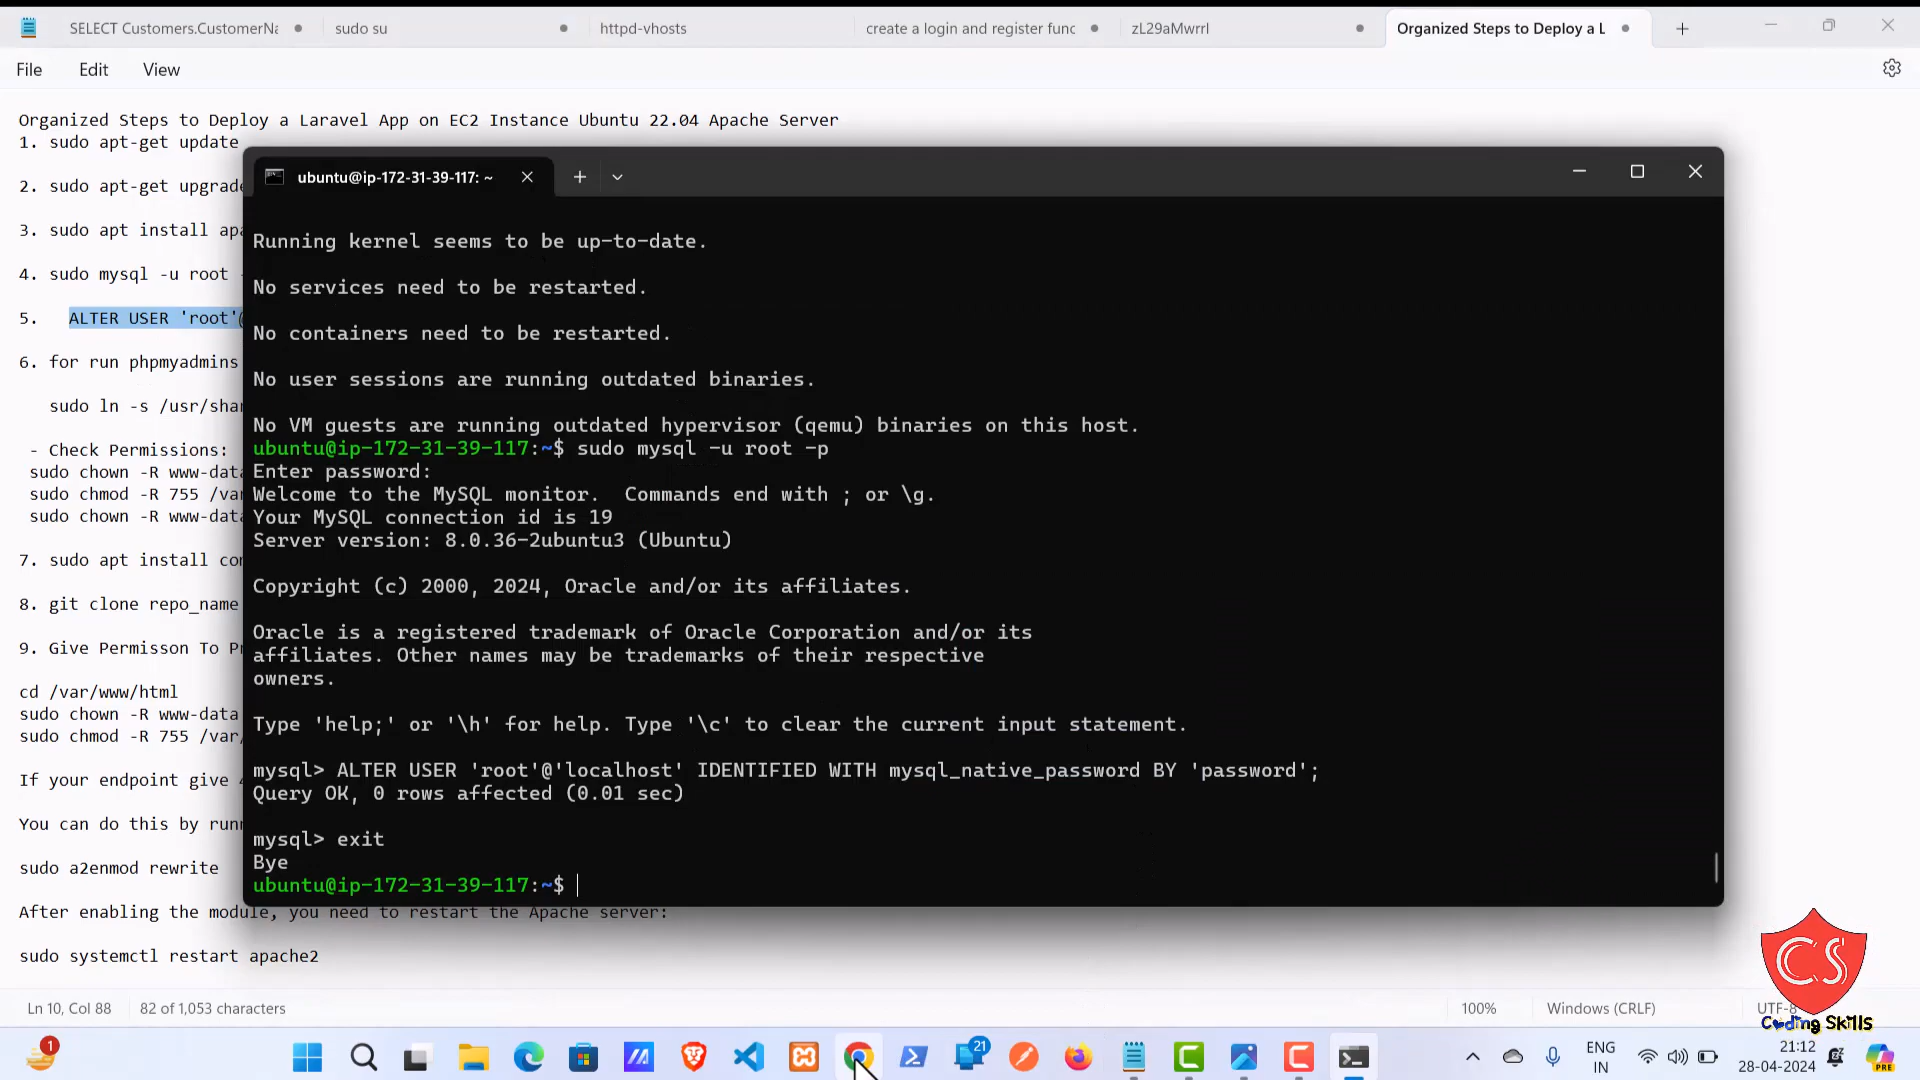 SELECT Customers.CustomerNa
sudo su
httpd-vhosts
create a login and register func
zL29aMwrrl
Organized Steps to Deploy a L
File
Edit
View
Organized Steps to Deploy a Laravel App on EC2 Instance Ubuntu 22.04 Apache Server
1. sudo apt-get update
2. sudo apt-get upgrade
3. sudo apt install apa
4. sudo mysql -u root -
5.   ALTER USER 'root'@
6. for run phpmyadmins
sudo ln -s /usr/shar
- Check Permissions:
sudo chown -R www-data
sudo chmod -R 755 /var
sudo chown -R www-data
7. sudo apt install com
8. git clone repo_name
9. Give Permisson To Pr
cd /var/www/html
sudo chown -R www-data
sudo chmod -R 755 /var/
If your endpoint give 4
You can do this by runn
sudo a2enmod rewrite
After enabling the module, you need to restart the Apache server:
sudo systemctl restart apache2
ubuntu@ip-172-31-39-117: ~
Running kernel seems to be up-to-date.
No services need to be restarted.
No containers need to be restarted.
No user sessions are running outdated binaries.
No VM guests are running outdated hypervisor (qemu) binaries on this host.
ubuntu@ip-172-31-39-117:~$ sudo mysql -u root -p
Enter password:
Welcome to the MySQL monitor.  Commands end with ; or \g.
Your MySQL connection id is 19
Server version: 8.0.36-2ubuntu3 (Ubuntu)
Copyright (c) 2000, 2024, Oracle and/or its affiliates.
Oracle is a registered trademark of Oracle Corporation and/or its
affiliates. Other names may be trademarks of their respective
owners.
Type 'help;' or '\h' for help. Type '\c' to clear the current input statement.
mysql> ALTER USER 'root'@'localhost' IDENTIFIED WITH mysql_native_password BY 'password';
Query OK, 0 rows affected (0.01 sec)
mysql> exit
Bye
ubuntu@ip-172-31-39-117:~$
Ln 10, Col 88
82 of 1,053 characters
100%
Windows (CRLF)
UTF-8
CS
Coding Skills
1
21
ENG
IN
21:12
28-04-2024
PRE